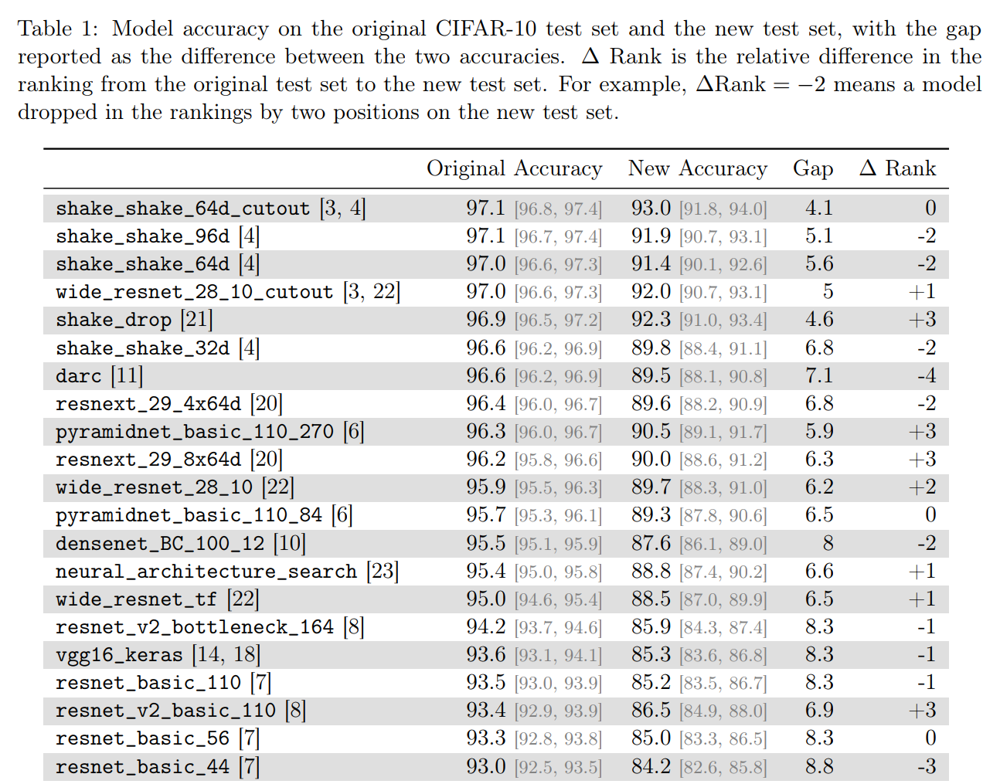 Table 1: Model accuracy on the original CIFAR-10 test set and the new test set, with the gap
reported as the difference between the two accuracies. Δ Rank is the relative difference in the
ranking from the original test set to the new test set. For example, ΔRank = −2 means a model
dropped in the rankings by two positions on the new test set.
Original Accuracy New Accuracy Gap Δ Rank
shake_shake_64d_cutout [3, 4] 97.1 [96.8, 97.4] 93.0 [91.8, 94.0] 4.1 0
shake_shake_96d [4] 97.1 [96.7, 97.4] 91.9 [90.7, 93.1] 5.1 -2
shake_shake_64d [4] 97.0 [96.6, 97.3] 91.4 [90.1, 92.6] 5.6 -2
wide_resnet_28_10_cutout [3, 22] 97.0 [96.6, 97.3] 92.0 [90.7, 93.1] 5 +1
shake_drop [21] 96.9 [96.5, 97.2] 92.3 [91.0, 93.4] 4.6 +3
shake_shake_32d [4] 96.6 [96.2, 96.9] 89.8 [88.4, 91.1] 6.8 -2
darc [11] 96.6 [96.2, 96.9] 89.5 [88.1, 90.8] 7.1 -4
resnext_29_4x64d [20] 96.4 [96.0, 96.7] 89.6 [88.2, 90.9] 6.8 -2
pyramidnet_basic_110_270 [6] 96.3 [96.0, 96.7] 90.5 [89.1, 91.7] 5.9 +3
resnext_29_8x64d [20] 96.2 [95.8, 96.6] 90.0 [88.6, 91.2] 6.3 +3
wide_resnet_28_10 [22] 95.9 [95.5, 96.3] 89.7 [88.3, 91.0] 6.2 +2
pyramidnet_basic_110_84 [6] 95.7 [95.3, 96.1] 89.3 [87.8, 90.6] 6.5 0
densenet_BC_100_12 [10] 95.5 [95.1, 95.9] 87.6 [86.1, 89.0] 8 -2
neural_architecture_search [23] 95.4 [95.0, 95.8] 88.8 [87.4, 90.2] 6.6 +1
wide_resnet_tf [22] 95.0 [94.6, 95.4] 88.5 [87.0, 89.9] 6.5 +1
resnet_v2_bottleneck_164 [8] 94.2 [93.7, 94.6] 85.9 [84.3, 87.4] 8.3 -1
vgg16_keras [14, 18] 93.6 [93.1, 94.1] 85.3 [83.6, 86.8] 8.3 -1
resnet_basic_110 [7] 93.5 [93.0, 93.9] 85.2 [83.5, 86.7] 8.3 -1
resnet_v2_basic_110 [8] 93.4 [92.9, 93.9] 86.5 [84.9, 88.0] 6.9 +3
resnet_basic_56 [7] 93.3 [92.8, 93.8] 85.0 [83.3, 86.5] 8.3 0
resnet_basic_44 [7] 93.0 [92.5, 93.5] 84.2 [82.6, 85.8] 8.8 -3